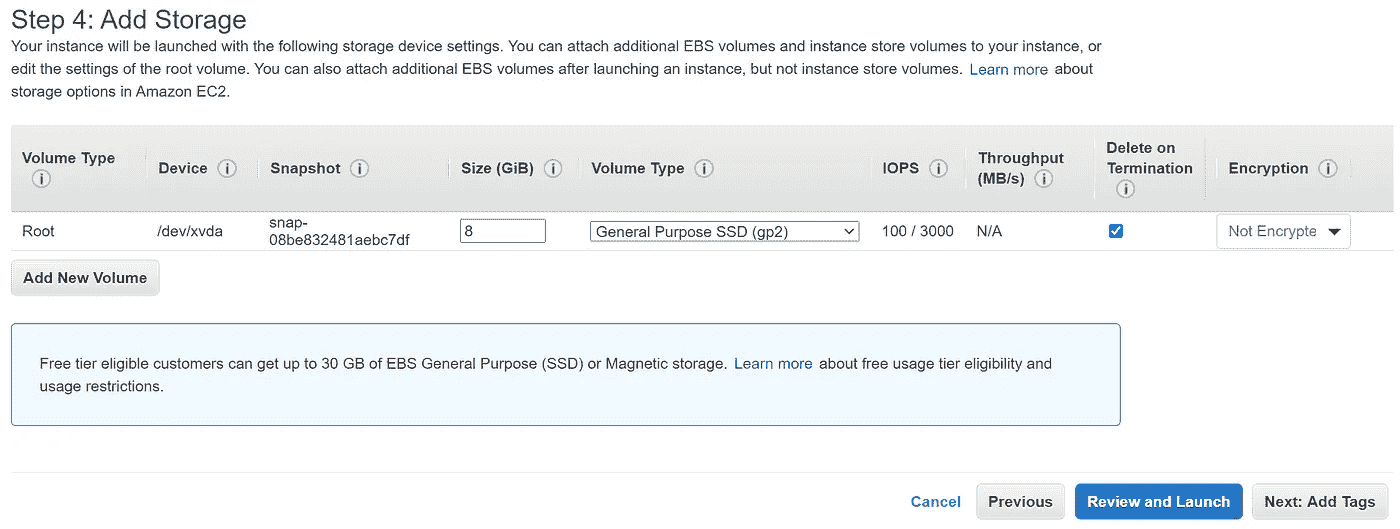 Step 4: Add Storage
Your instance will be launched with the following storage device settings. You can attach additional EBS volumes and instance store volumes to your instance, or
edit the settings of the root volume. You can also attach additional EBS volumes after launching an instance, but not instance store volumes. Learn more about
storage options in Amazon EC2.
Volume Type i Device i Snapshot i Size (GiB) i Volume Type i IOPS i Throughput (MB/s) i Delete on Termination i Encryption i
Root /dev/xvda snap-08be832481aebc7df 8 General Purpose SSD (gp2) 100 / 3000 N/A Not Encrypte
Add New Volume
Free tier eligible customers can get up to 30 GB of EBS General Purpose (SSD) or Magnetic storage. Learn more about free usage tier eligibility and
usage restrictions.
Cancel Previous Review and Launch Next: Add Tags